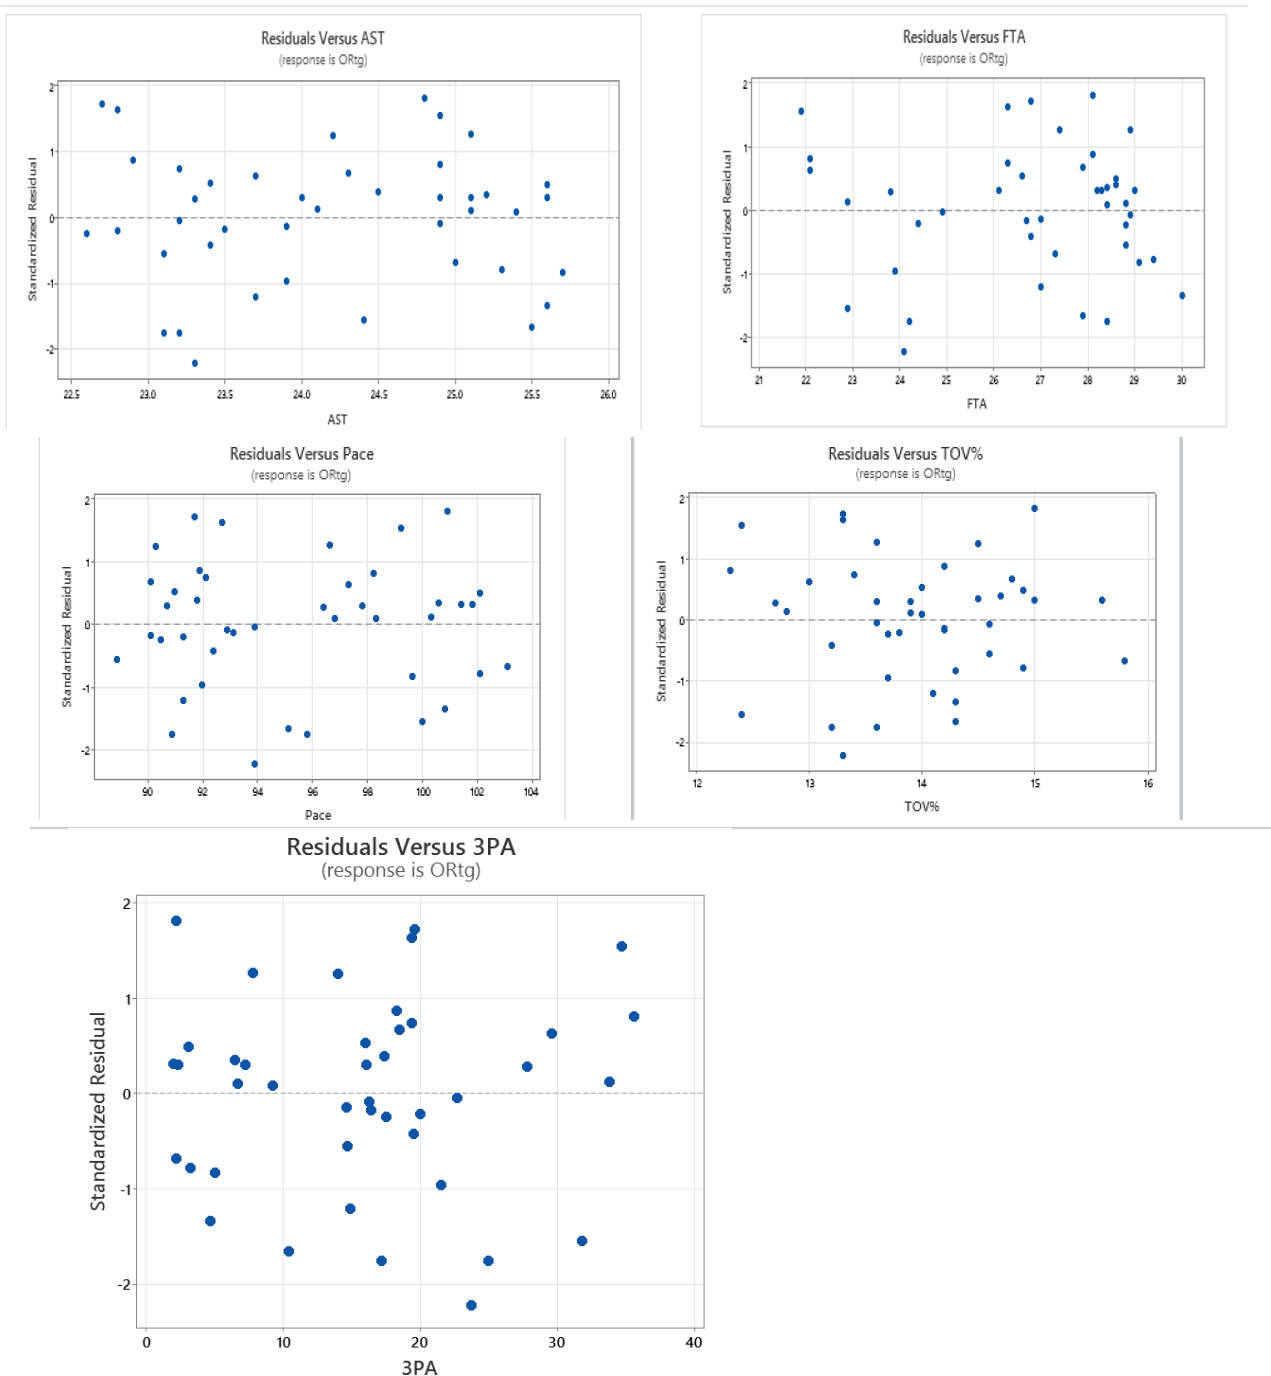 Residuals Versus AST
(response is ORtg)
Standardized Residual
2
1
0
-1
-2
22.5 23.0 23.5 24.0 24.5 25.0 25.5 26.0
AST
Residuals Versus FTA
(response is ORtg)
Standardized Residual
2
1
0
-1
-2
21 22 23 24 25 26 27 28 29 30
FTA
Residuals Versus Pace
(response is ORtg)
Standardized Residual
2
1
0
-1
-2
90 92 94 96 98 100 102 104
Pace
Residuals Versus TOV%
(response is ORtg)
Standardized Residual
2
1
0
-1
-2
12 13 14 15 16
TOV%
Residuals Versus 3PA
(response is ORtg)
Standardized Residual
2
1
0
-1
-2
0 10 20 30 40
3PA